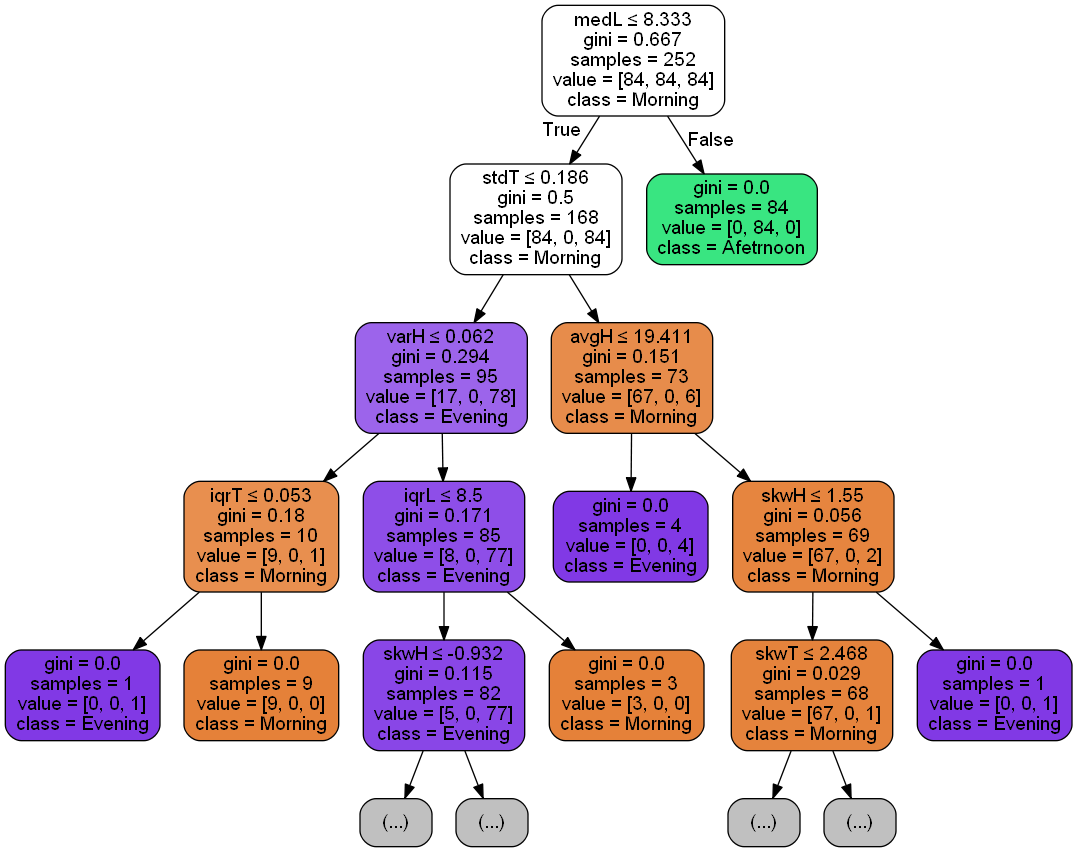 medL ≤ 8.333
gini = 0.667
samples = 252
value = [84, 84, 84]
class = Morning
True
False
stdT ≤ 0.186
gini = 0.5
samples = 168
value = [84, 0, 84]
class = Morning
gini = 0.0
samples = 84
value = [0, 84, 0]
class = Afetrnoon
varH ≤ 0.062
gini = 0.294
samples = 95
value = [17, 0, 78]
class = Evening
avgH ≤ 19.411
gini = 0.151
samples = 73
value = [67, 0, 6]
class = Morning
iqrT ≤ 0.053
gini = 0.18
samples = 10
value = [9, 0, 1]
class = Morning
iqrL ≤ 8.5
gini = 0.171
samples = 85
value = [8, 0, 77]
class = Evening
gini = 0.0
samples = 4
value = [0, 0, 4]
class = Evening
skwH ≤ 1.55
gini = 0.056
samples = 69
value = [67, 0, 2]
class = Morning
gini = 0.0
samples = 1
value = [0, 0, 1]
class = Evening
gini = 0.0
samples = 9
value = [9, 0, 0]
class = Morning
skwH ≤ -0.932
gini = 0.115
samples = 82
value = [5, 0, 77]
class = Evening
gini = 0.0
samples = 3
value = [3, 0, 0]
class = Morning
skwT ≤ 2.468
gini = 0.029
samples = 68
value = [67, 0, 1]
class = Morning
gini = 0.0
samples = 1
value = [0, 0, 1]
class = Evening
(...)
(...)
(...)
(...)